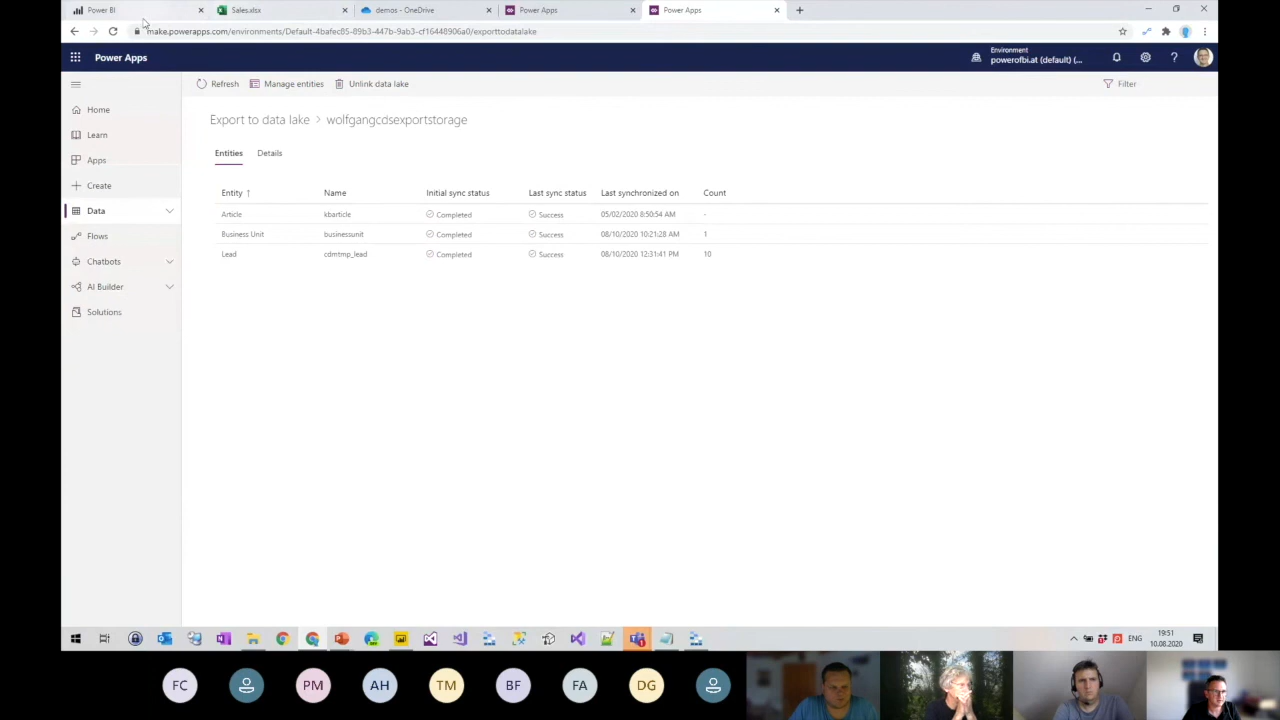 Power BI
Sales.xlsx
demos - OneDrive
Power Apps
Power Apps
make.powerapps.com/environments/Default-4bafec85-89b3-447b-9ab3-cf16448906a0/exporttodatalake
Power Apps
Environment
powerofbi.at (default) (...
Refresh
Manage entities
Unlink data lake
Filter
Home
Learn
Apps
Create
Data
Flows
Chatbots
AI Builder
Solutions
Export to data lake > wolfgangcdsexportstorage
Entities
Details
Entity ↑ Name Initial sync status Last sync status Last synchronized on Count
Article kbarticle Completed Success 05/02/2020 8:50:54 AM -
Business Unit businessunit Completed Success 08/10/2020 10:21:28 AM 1
Lead cdmtmp_lead Completed Success 08/10/2020 12:31:41 PM 10
ENG
19:51
10.08.2020
FC PM AH TM BF FA DG